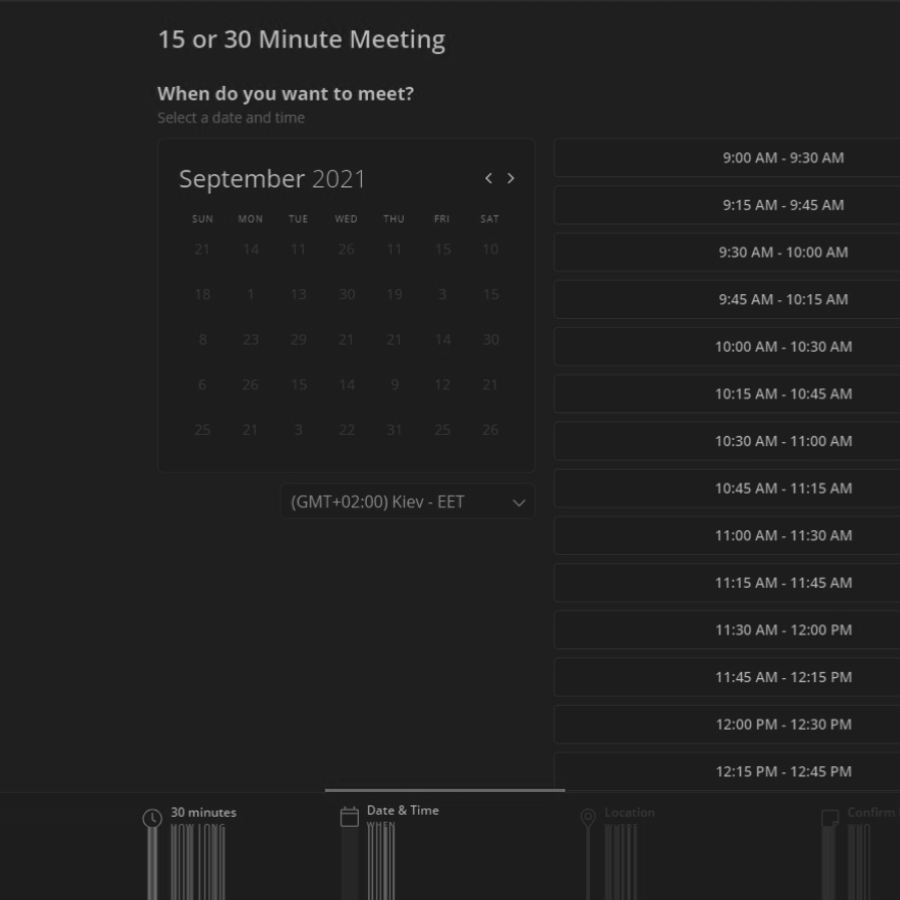 15 or 30 Minute Meeting
When do you want to meet?
Select a date and time
September 2021
SUN MON TUE WED THU FRI SAT
21 14 11 26 11 15 10
18 1 13 30 19 3 15
8 23 29 21 21 14 30
6 26 15 14 9 12 21
25 21 3 22 31 25 26
(GMT+02:00) Kiev - EET
9:00 AM - 9:30 AM
9:15 AM - 9:45 AM
9:30 AM - 10:00 AM
9:45 AM - 10:15 AM
10:00 AM - 10:30 AM
10:15 AM - 10:45 AM
10:30 AM - 11:00 AM
10:45 AM - 11:15 AM
11:00 AM - 11:30 AM
11:15 AM - 11:45 AM
11:30 AM - 12:00 PM
11:45 AM - 12:15 PM
12:00 PM - 12:30 PM
12:15 PM - 12:45 PM
30 minutes
HOW LONG
Date & Time
WHEN
Location
Confirm